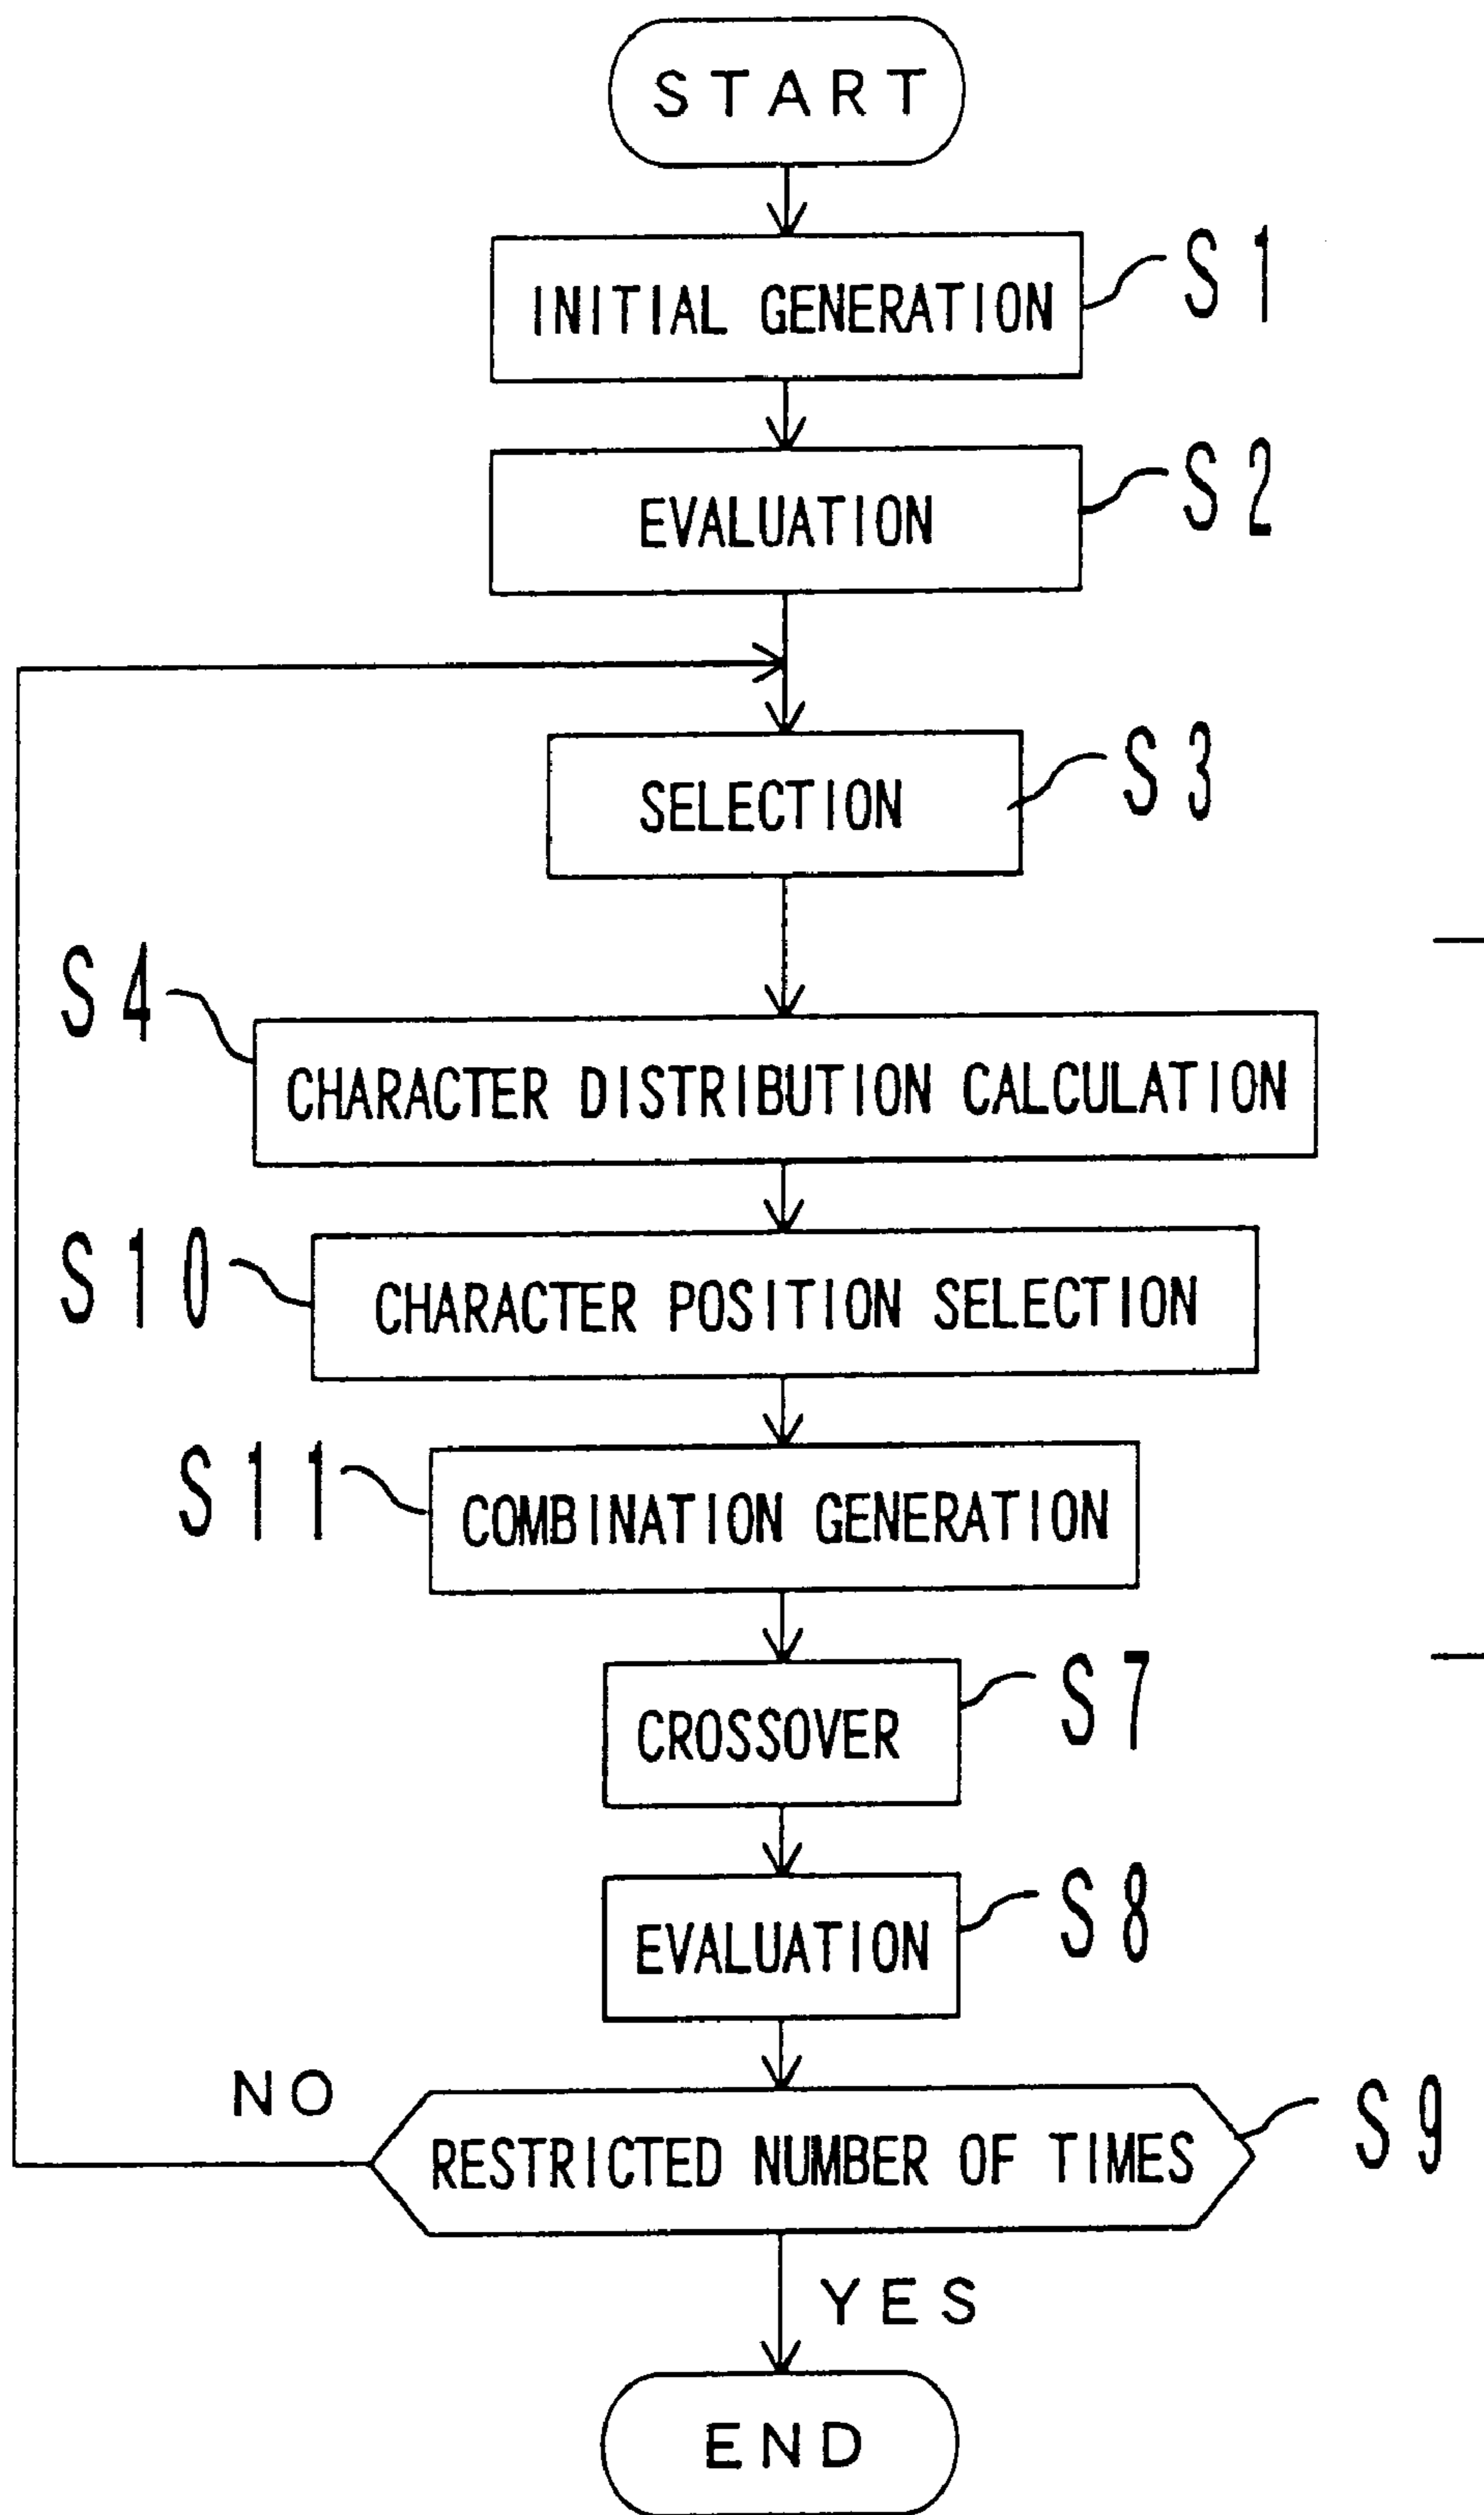 START
INITIAL GENERATION
S1
EVALUATION
S2
SELECTION
S3
S4
CHARACTER DISTRIBUTION CALCULATION
S10
CHARACTER POSITION SELECTION
S11
COMBINATION GENERATION
CROSSOVER
S7
EVALUATION
S8
NO
RESTRICTED NUMBER OF TIMES
S9
YES
END